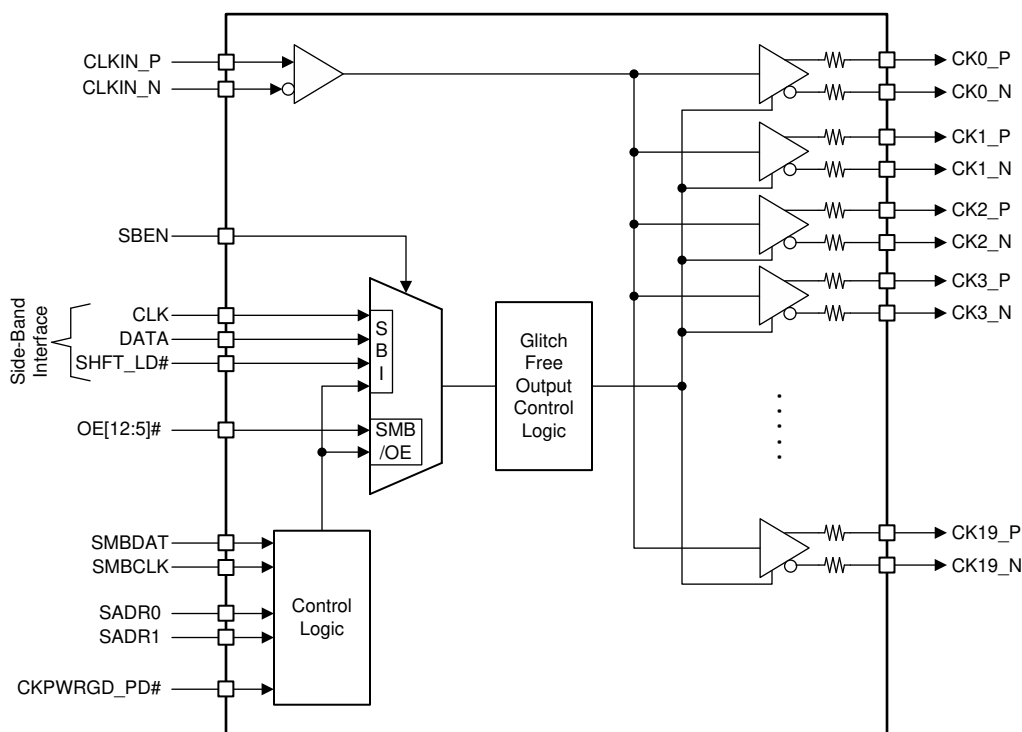 CLKIN_P
CLKIN_N
SBEN
Side-Band
Interface
CLK
DATA
SHFT_LD#
OE[12:5]#
SMBDAT
SMBCLK
SADR0
SADR1
CKPWRGD_PD#
S
B
I
SMB
/OE
Control
Logic
Glitch
Free
Output
Control
Logic
CK0_P
CK0_N
CK1_P
CK1_N
CK2_P
CK2_N
CK3_P
CK3_N
CK19_P
CK19_N